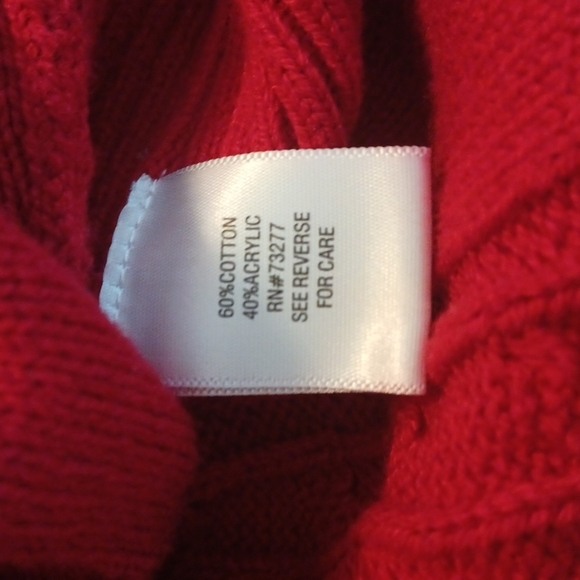 60%COTTON
40%ACRYLIC
RN#73277
SEE REVERSE
FOR CARE